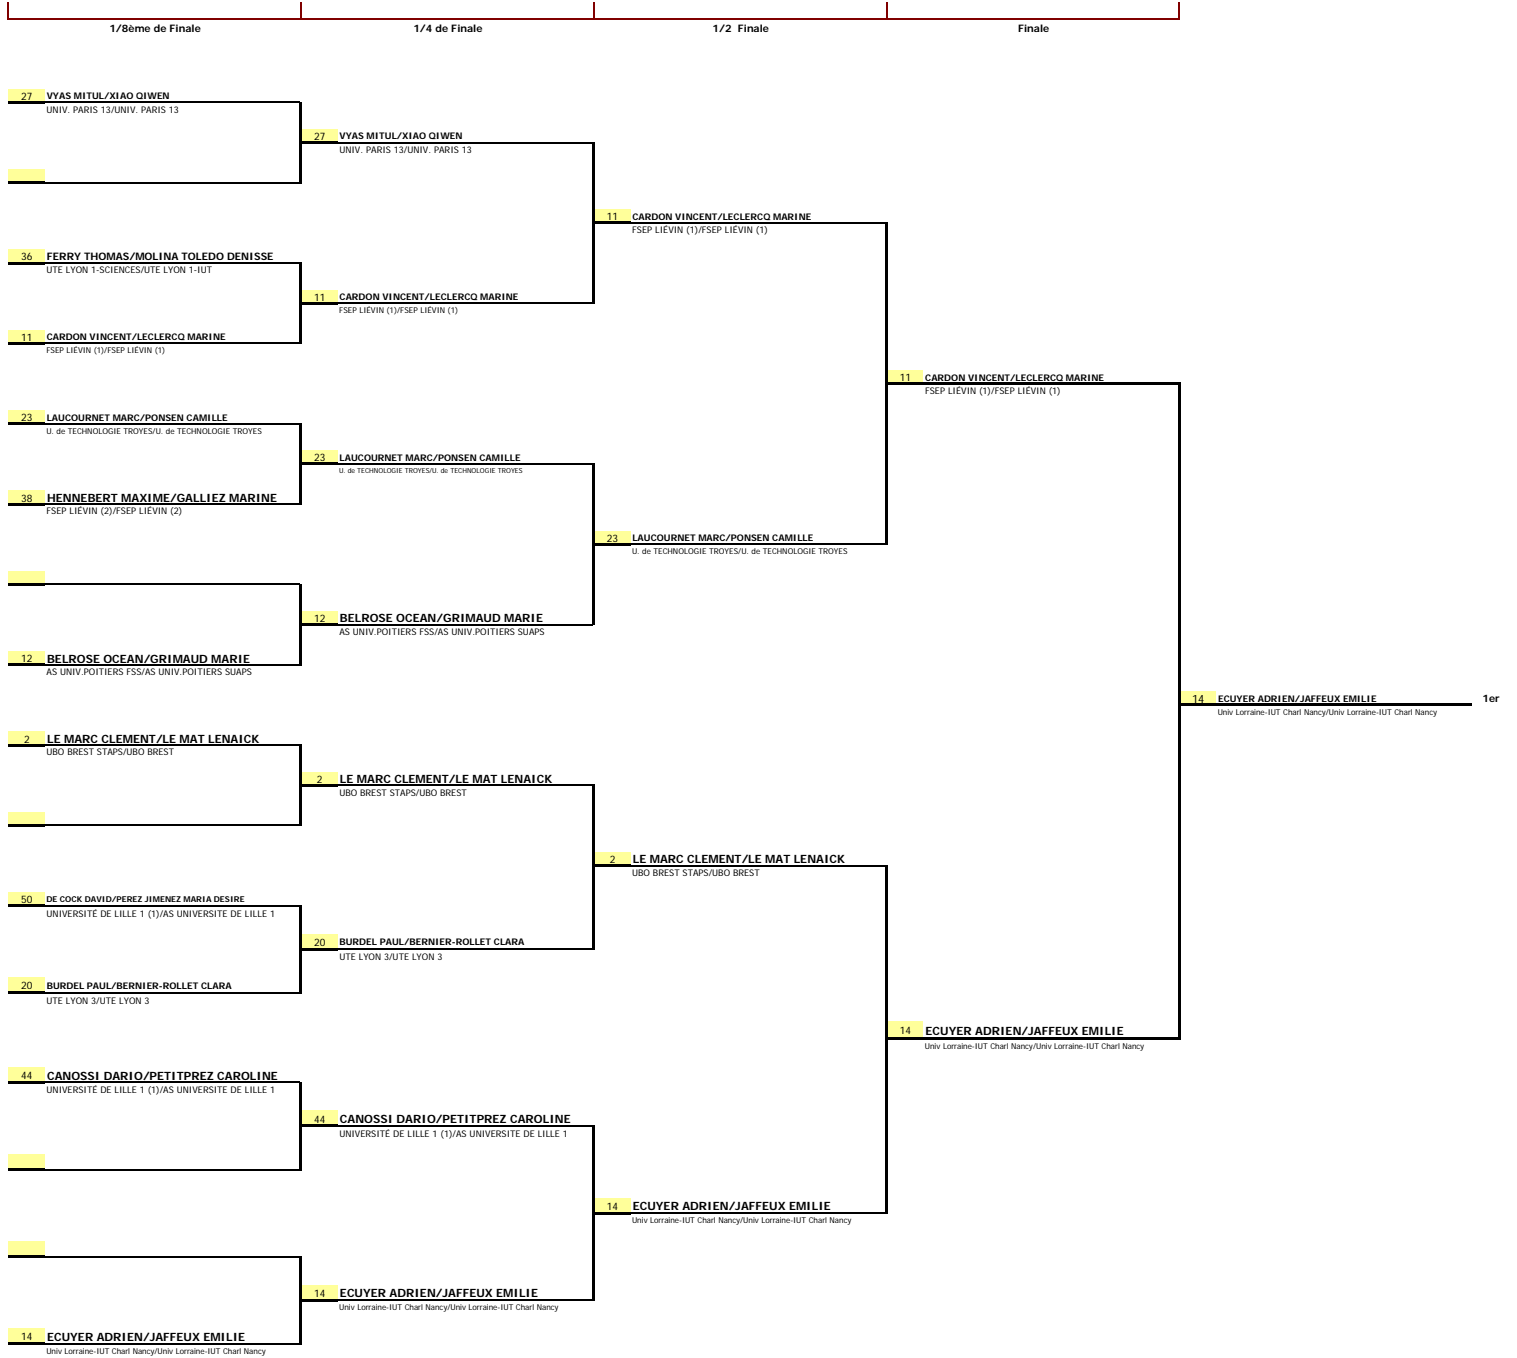 1/8ème de Finale
1/4 de Finale
1/2 Finale
Finale
27 VYAS MITUL/XIAO QIWEN
UNIV. PARIS 13/UNIV. PARIS 13
27 VYAS MITUL/XIAO QIWEN
UNIV. PARIS 13/UNIV. PARIS 13
11 CARDON VINCENT/LECLERCQ MARINE
FSEP LIÉVIN (1)/FSEP LIÉVIN (1)
36 FERRY THOMAS/MOLINA TOLEDO DENISSE
UTE LYON 1-SCIENCES/UTE LYON 1-IUT
11 CARDON VINCENT/LECLERCQ MARINE
FSEP LIÉVIN (1)/FSEP LIÉVIN (1)
11 CARDON VINCENT/LECLERCQ MARINE
FSEP LIÉVIN (1)/FSEP LIÉVIN (1)
11 CARDON VINCENT/LECLERCQ MARINE
FSEP LIÉVIN (1)/FSEP LIÉVIN (1)
23 LAUCOURNET MARC/PONSEN CAMILLE
U. de TECHNOLOGIE TROYES/U. de TECHNOLOGIE TROYES
23 LAUCOURNET MARC/PONSEN CAMILLE
U. de TECHNOLOGIE TROYES/U. de TECHNOLOGIE TROYES
38 HENNEBERT MAXIME/GALLIEZ MARINE
FSEP LIÉVIN (2)/FSEP LIÉVIN (2)
23 LAUCOURNET MARC/PONSEN CAMILLE
U. de TECHNOLOGIE TROYES/U. de TECHNOLOGIE TROYES
12 BELROSE OCEAN/GRIMAUD MARIE
AS UNIV.POITIERS FSS/AS UNIV.POITIERS SUAPS
12 BELROSE OCEAN/GRIMAUD MARIE
AS UNIV.POITIERS FSS/AS UNIV.POITIERS SUAPS
14 ECUYER ADRIEN/JAFFEUX EMILIE 1er
Univ Lorraine-IUT Charl Nancy/Univ Lorraine-IUT Charl Nancy
2 LE MARC CLEMENT/LE MAT LENAICK
UBO BREST STAPS/UBO BREST
2 LE MARC CLEMENT/LE MAT LENAICK
UBO BREST STAPS/UBO BREST
2 LE MARC CLEMENT/LE MAT LENAICK
UBO BREST STAPS/UBO BREST
50 DE COCK DAVID/PEREZ JIMENEZ MARIA DESIRE
UNIVERSITÉ DE LILLE 1 (1)/AS UNIVERSITE DE LILLE 1
20 BURDEL PAUL/BERNIER-ROLLET CLARA
UTE LYON 3/UTE LYON 3
20 BURDEL PAUL/BERNIER-ROLLET CLARA
UTE LYON 3/UTE LYON 3
14 ECUYER ADRIEN/JAFFEUX EMILIE
Univ Lorraine-IUT Charl Nancy/Univ Lorraine-IUT Charl Nancy
44 CANOSSI DARIO/PETITPREZ CAROLINE
UNIVERSITÉ DE LILLE 1 (1)/AS UNIVERSITE DE LILLE 1
44 CANOSSI DARIO/PETITPREZ CAROLINE
UNIVERSITÉ DE LILLE 1 (1)/AS UNIVERSITE DE LILLE 1
14 ECUYER ADRIEN/JAFFEUX EMILIE
Univ Lorraine-IUT Charl Nancy/Univ Lorraine-IUT Charl Nancy
14 ECUYER ADRIEN/JAFFEUX EMILIE
Univ Lorraine-IUT Charl Nancy/Univ Lorraine-IUT Charl Nancy
14 ECUYER ADRIEN/JAFFEUX EMILIE
Univ Lorraine-IUT Charl Nancy/Univ Lorraine-IUT Charl Nancy